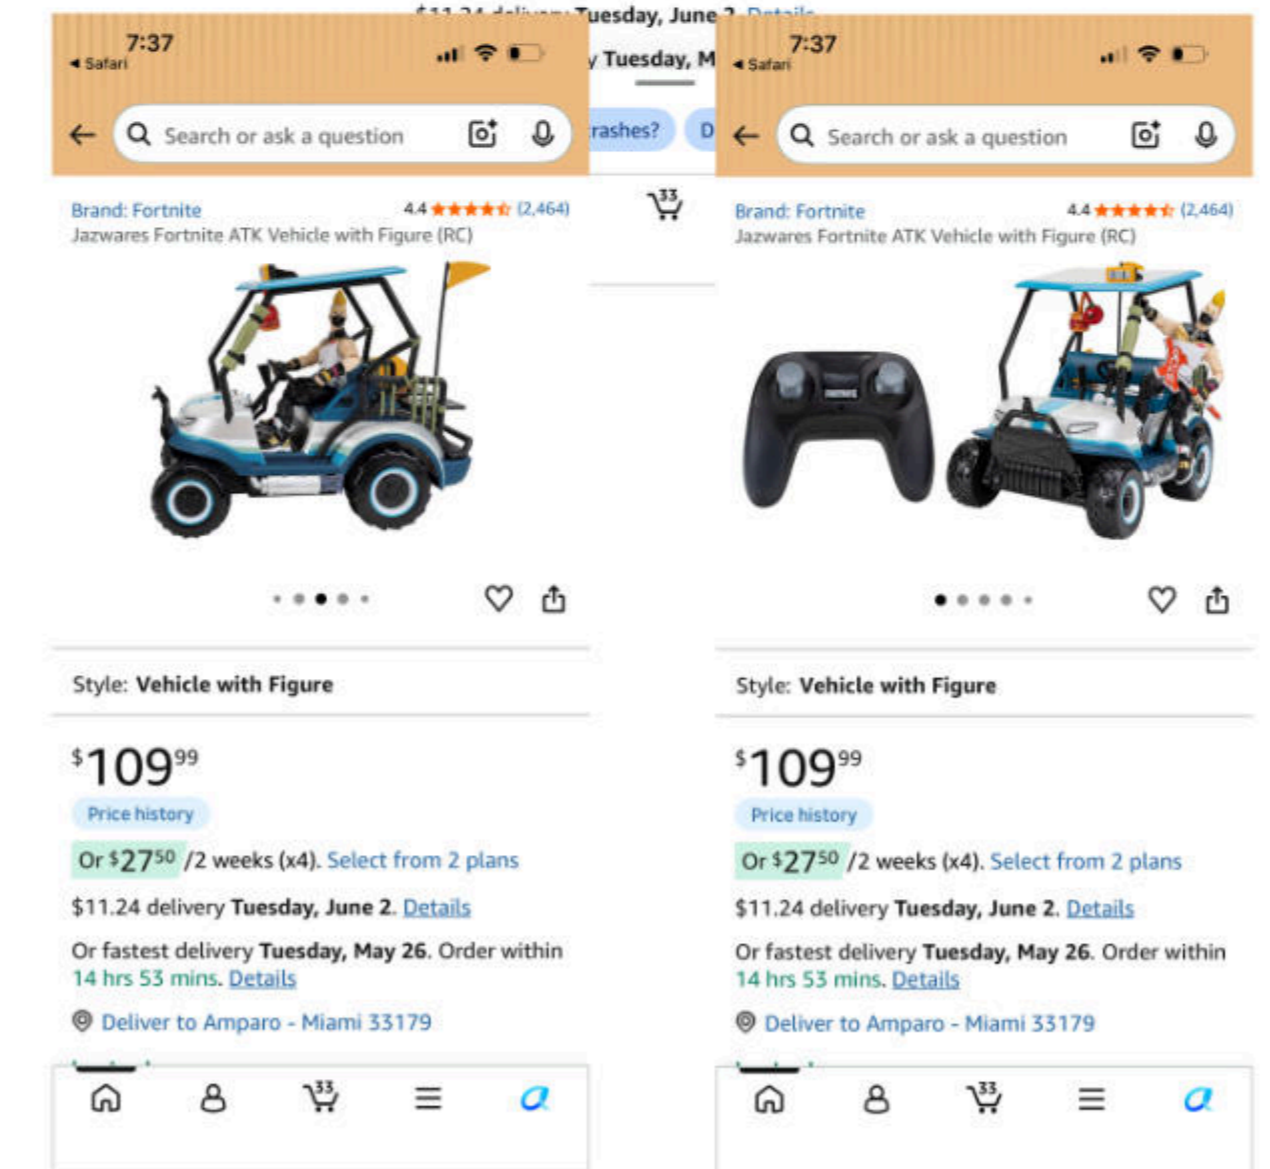 $11.24 delivery Tuesday, June 2. Details
y Tuesday, M
rashes? D
33
7:37
Safari
Search or ask a question
Brand: Fortnite 4.4 (2,464)
Jazwares Fortnite ATK Vehicle with Figure (RC)
Style: Vehicle with Figure
$109.99
Price history
Or $27.50 /2 weeks (x4). Select from 2 plans
$11.24 delivery Tuesday, June 2. Details
Or fastest delivery Tuesday, May 26. Order within
14 hrs 53 mins. Details
Deliver to Amparo - Miami 33179
33
7:37
Safari
Search or ask a question
Brand: Fortnite 4.4 (2,464)
Jazwares Fortnite ATK Vehicle with Figure (RC)
FORTNITE
Style: Vehicle with Figure
$109.99
Price history
Or $27.50 /2 weeks (x4). Select from 2 plans
$11.24 delivery Tuesday, June 2. Details
Or fastest delivery Tuesday, May 26. Order within
14 hrs 53 mins. Details
Deliver to Amparo - Miami 33179
33